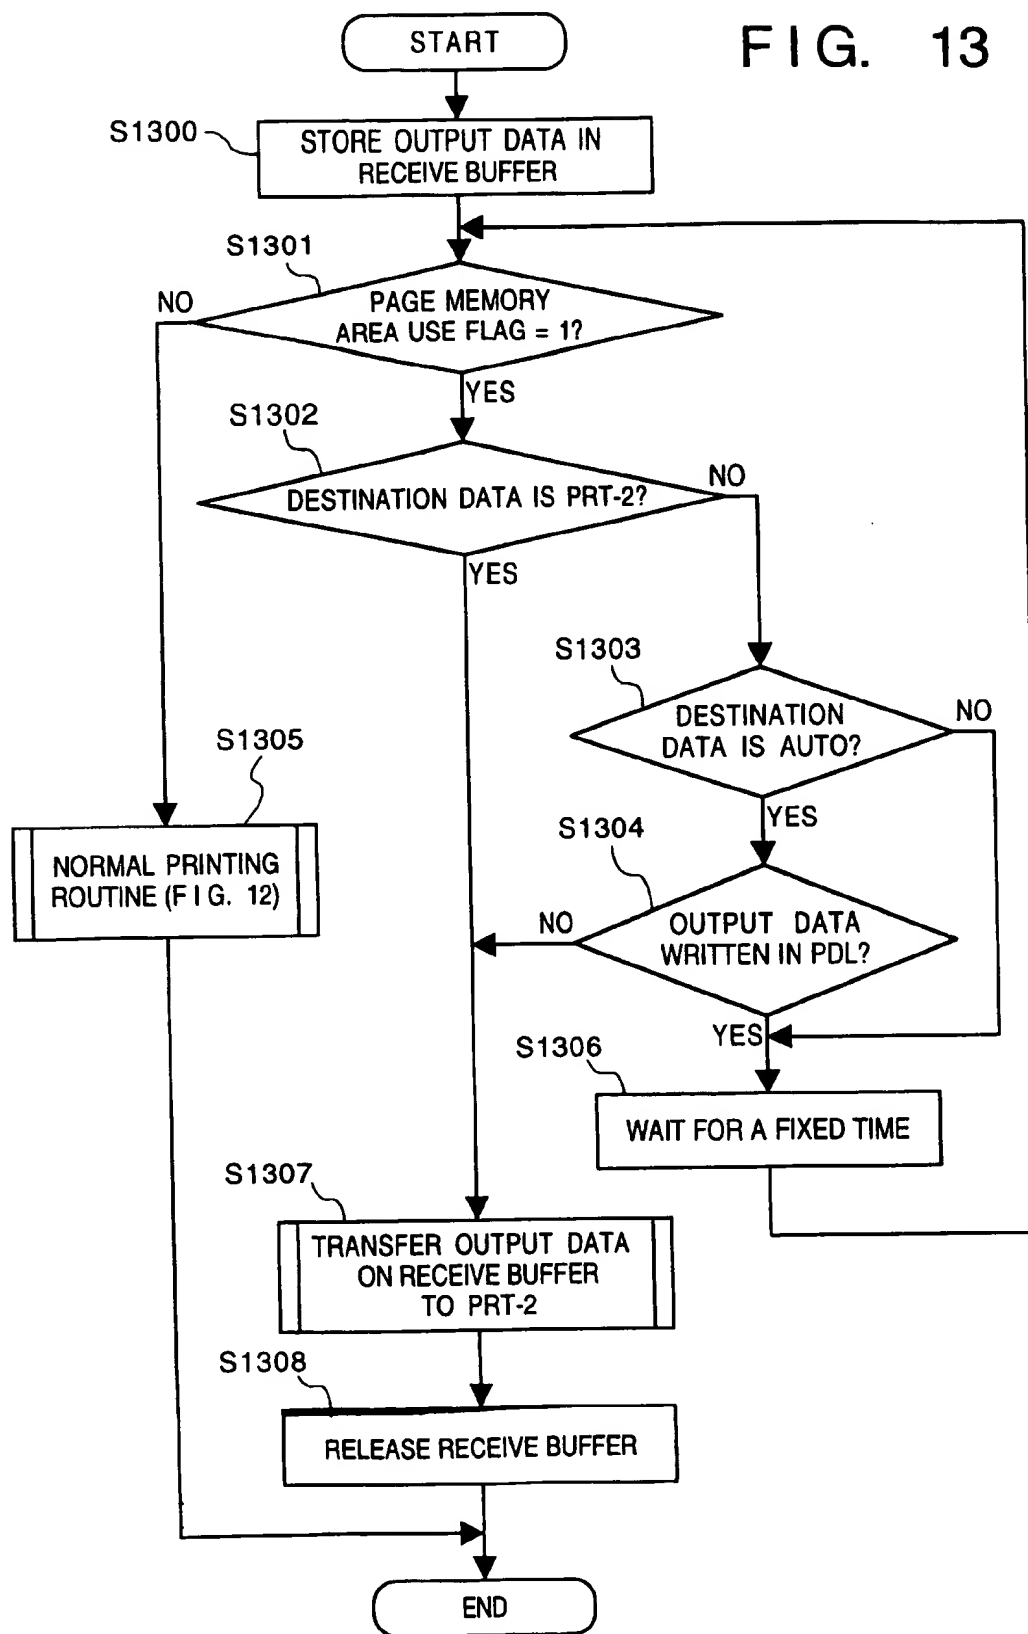 FIG. 13
START
S1300
STORE OUTPUT DATA IN
RECEIVE BUFFER
S1301
NO
PAGE MEMORY
AREA USE FLAG = 1?
YES
S1302
NO
DESTINATION DATA IS PRT-2?
YES
S1303
DESTINATION
DATA IS AUTO?
NO
YES
S1305
NORMAL PRINTING
ROUTINE (FIG. 12)
S1304
NO
OUTPUT DATA
WRITTEN IN PDL?
YES
S1306
WAIT FOR A FIXED TIME
S1307
TRANSFER OUTPUT DATA
ON RECEIVE BUFFER
TO PRT-2
S1308
RELEASE RECEIVE BUFFER
END